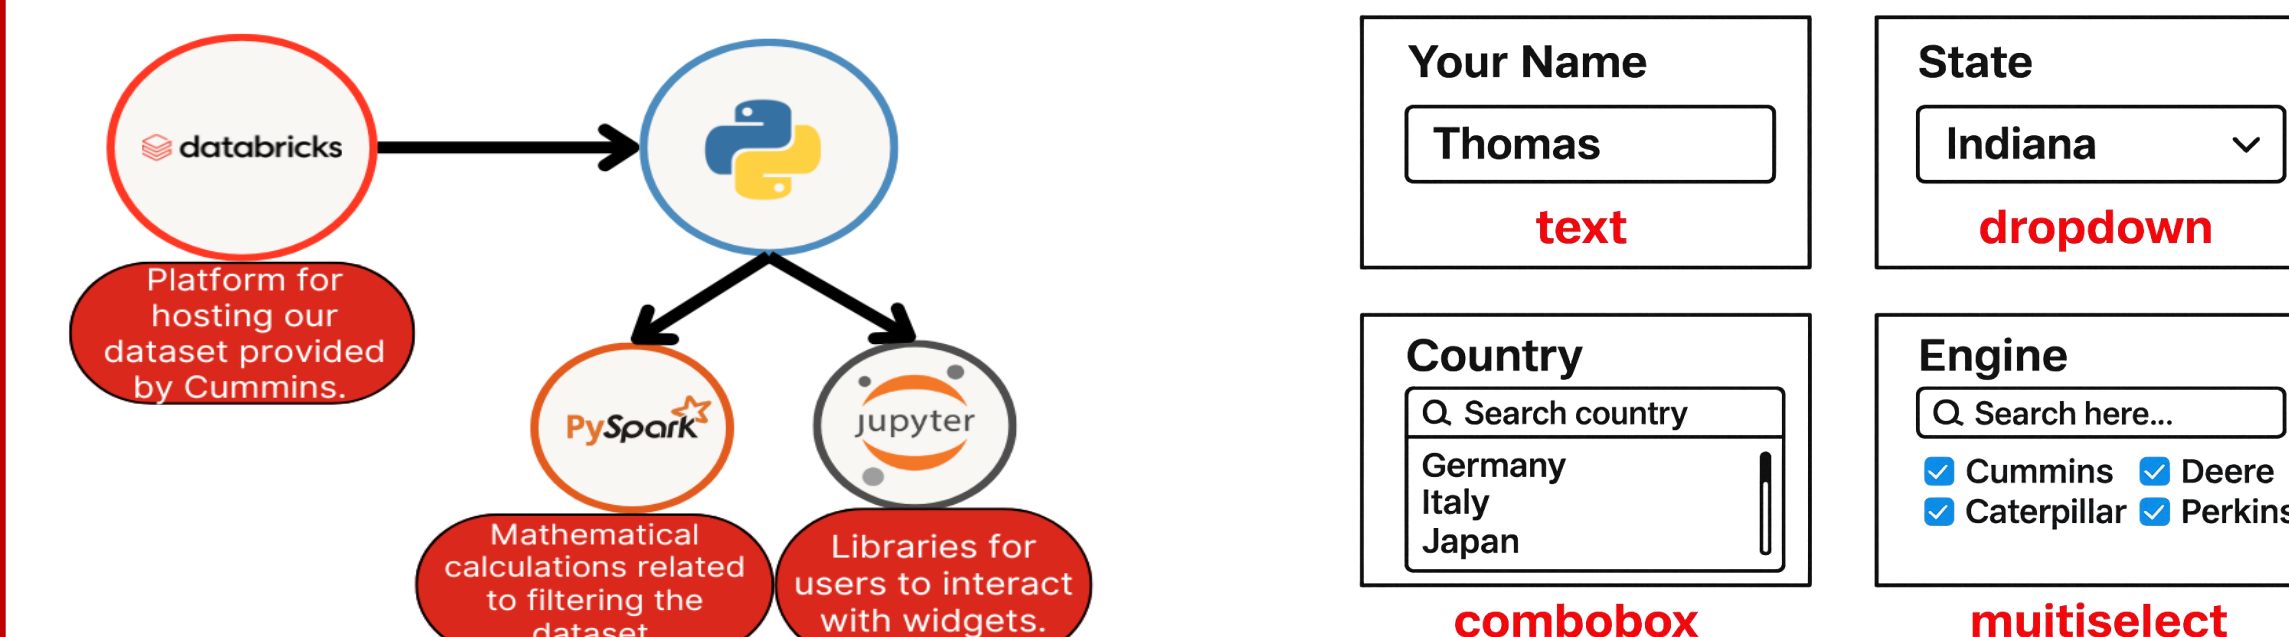 databricks
Platform for
hosting our
dataset provided
by Cummins.
PySpark
jupyter
Mathematical
calculations related
to filtering the
dataset
Libraries for
users to interact
with widgets.
Your Name
Thomas
text
State
Indiana
dropdown
Country
Search country
Germany
Italy
Japan
combobox
Engine
Search here...
Cummins Deere
Caterpillar Perkins
muitiselect